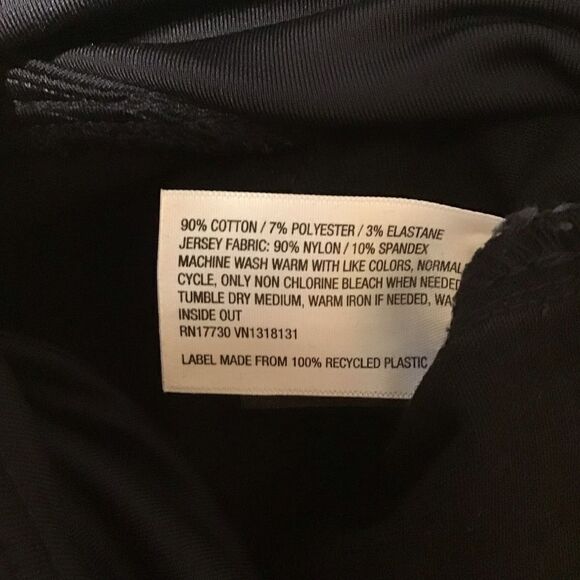 90% COTTON / 7% POLYESTER / 3% ELASTANE
JERSEY FABRIC: 90% NYLON / 10% SPANDEX
MACHINE WASH WARM WITH LIKE COLORS, NORMAL
CYCLE, ONLY NON CHLORINE BLEACH WHEN NEEDED
TUMBLE DRY MEDIUM, WARM IRON IF NEEDED,
INSIDE OUT
RN17730 VN1318131
LABEL MADE FROM 100% RECYCLED PLASTIC